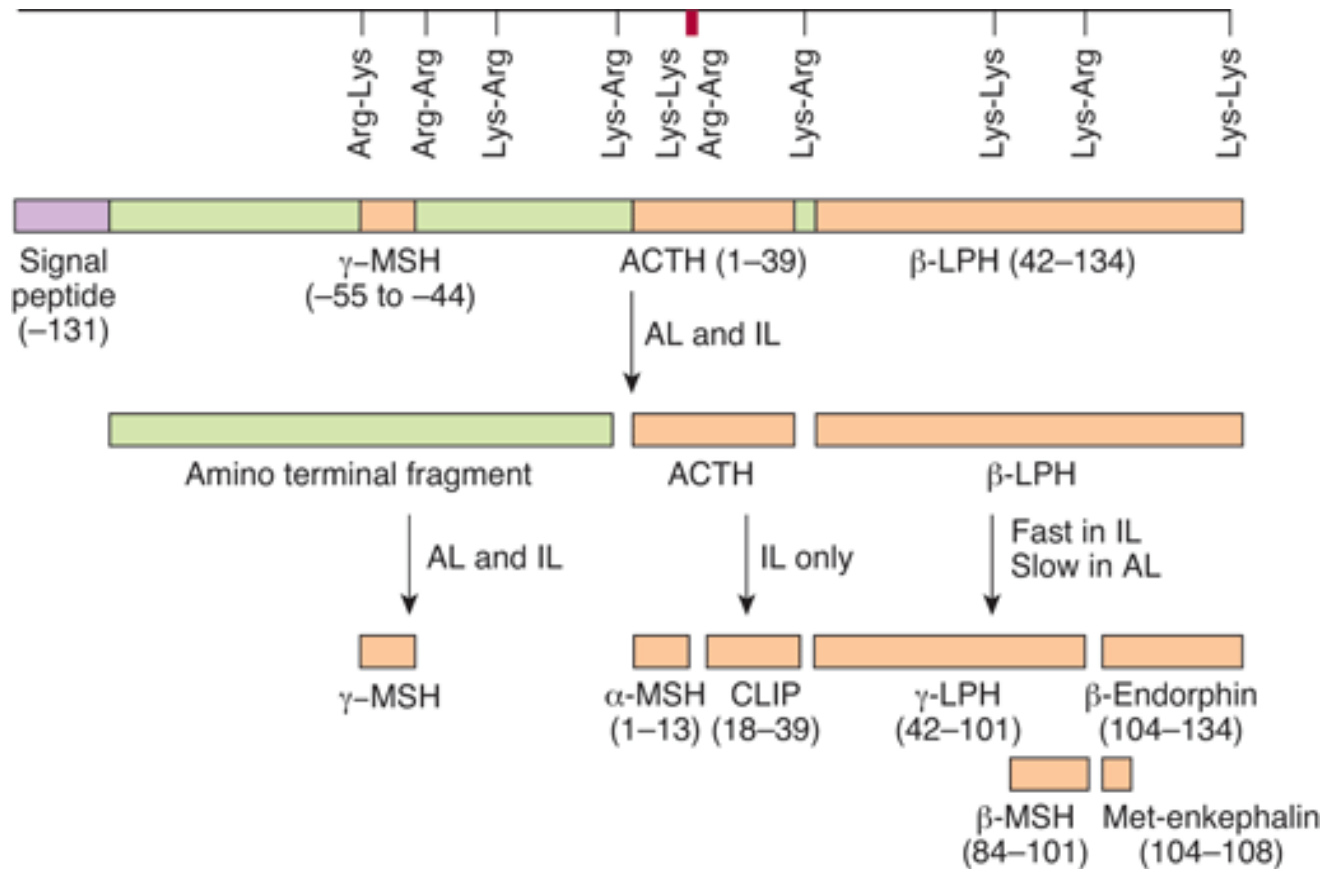 Arg-Lys
Arg-Arg
Lys-Arg
Lys-Arg
Lys-Lys
Arg-Arg
Lys-Arg
Lys-Lys
Lys-Arg
Lys-Lys
Signal
peptide
(–131)
γ–MSH
(–55 to –44)
ACTH (1–39)
β-LPH (42–134)
AL and IL
Amino terminal fragment
ACTH
β-LPH
AL and IL
IL only
Fast in IL
Slow in AL
γ–MSH
α-MSH
(1–13)
CLIP
(18–39)
γ-LPH
(42–101)
β-Endorphin
(104–134)
β-MSH
(84–101)
Met-enkephalin
(104–108)